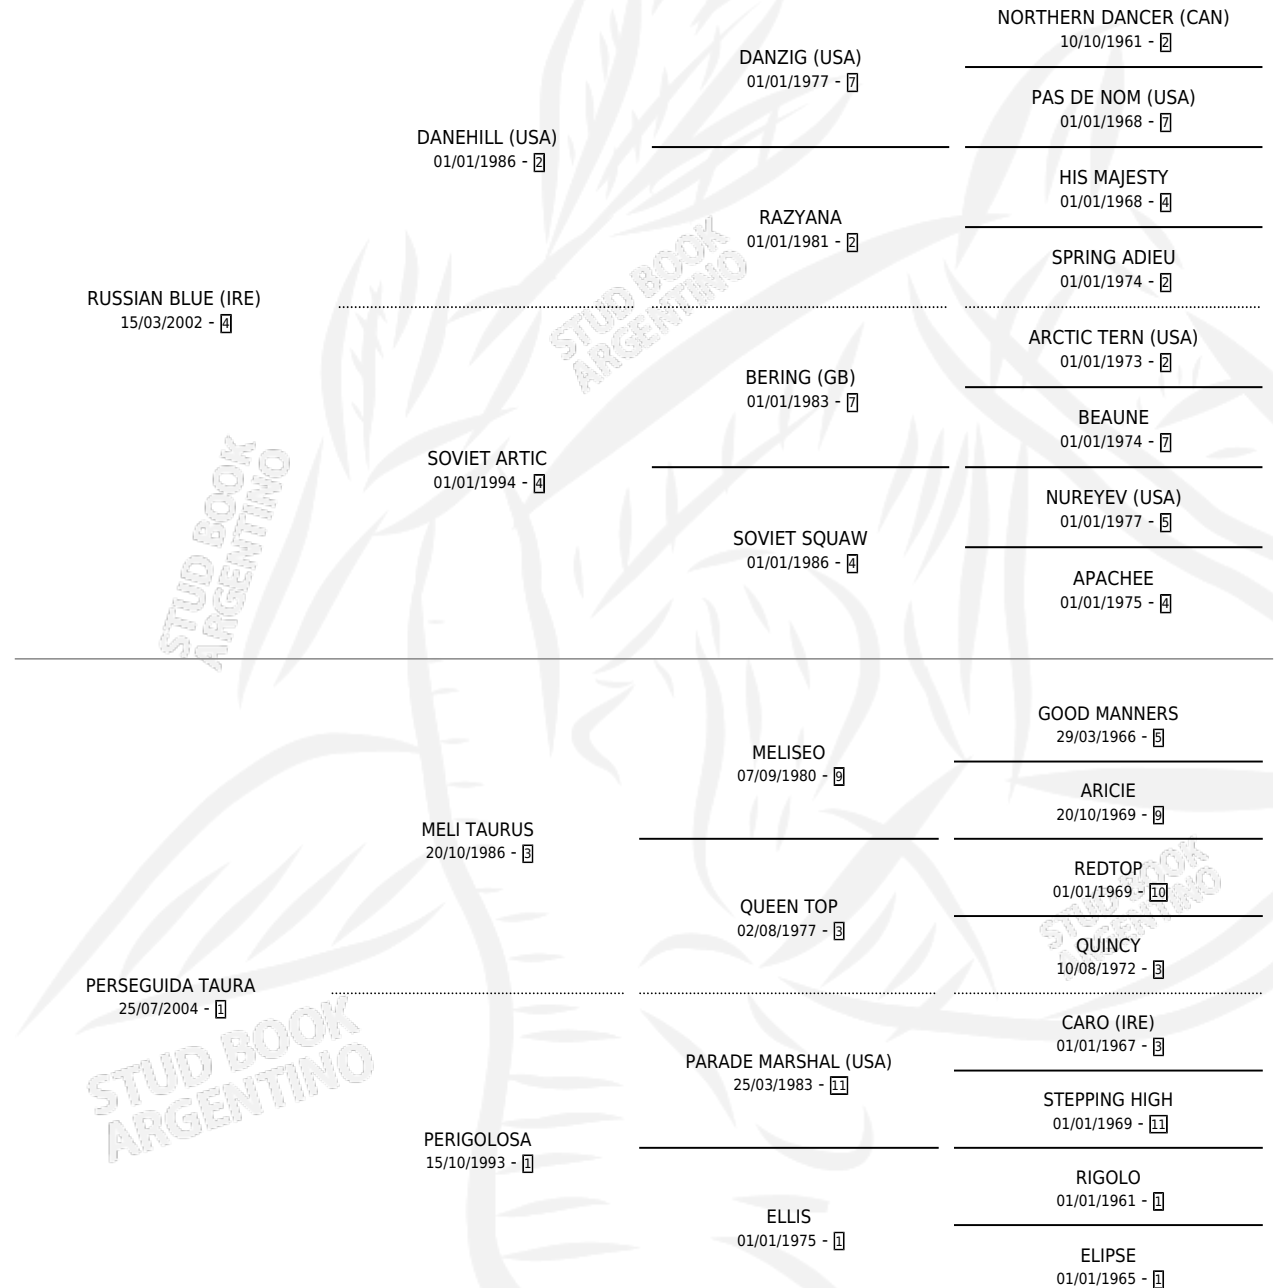 NORTHERN DANCER (CAN)
10/10/1961 - 2
DANZIG (USA)
01/01/1977 - 7
PAS DE NOM (USA)
01/01/1968 - 7
DANEHILL (USA)
01/01/1986 - 2
HIS MAJESTY
01/01/1968 - 4
RAZYANA
01/01/1981 - 2
SPRING ADIEU
01/01/1974 - 2
RUSSIAN BLUE (IRE)
15/03/2002 - 4
STUD BOOK
ARGENTINO
ARCTIC TERN (USA)
01/01/1973 - 2
BERING (GB)
01/01/1983 - 7
BEAUNE
01/01/1974 - 7
SOVIET ARTIC
01/01/1994 - 4
NUREYEV (USA)
01/01/1977 - 5
SOVIET SQUAW
01/01/1986 - 4
APACHEE
01/01/1975 - 4
STUD BOOK
ARGENTINO
GOOD MANNERS
29/03/1966 - 5
MELISEO
07/09/1980 - 9
ARICIE
20/10/1969 - 9
MELI TAURUS
20/10/1986 - 3
REDTOP
01/01/1969 - 10
QUEEN TOP
02/08/1977 - 3
QUINCY
10/08/1972 - 3
STUD BOOK
ARGENTINO
PERSEGUIDA TAURA
25/07/2004 - 1
STUD BOOK
ARGENTINO
CARO (IRE)
01/01/1967 - 3
PARADE MARSHAL (USA)
25/03/1983 - 11
STEPPING HIGH
01/01/1969 - 11
PERIGOLOSA
15/10/1993 - 1
RIGOLO
01/01/1961 - 1
ELLIS
01/01/1975 - 1
ELIPSE
01/01/1965 - 1